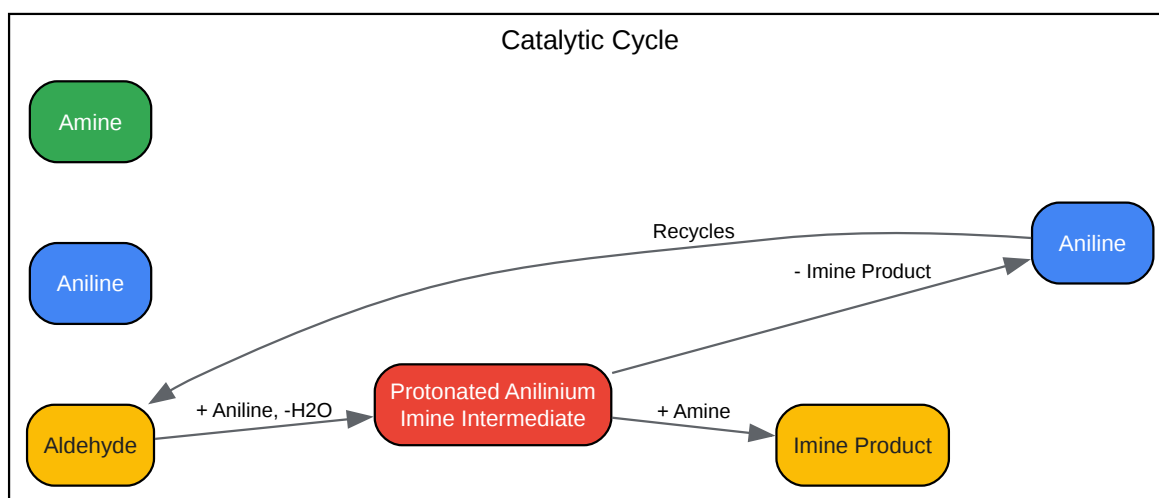 Catalytic Cycle
Amine
Aniline
Recycles
Aniline
- Imine Product
Protonated Anilinium
Imine Intermediate
+ Aniline, -H2O
+ Amine
Aldehyde
Imine Product